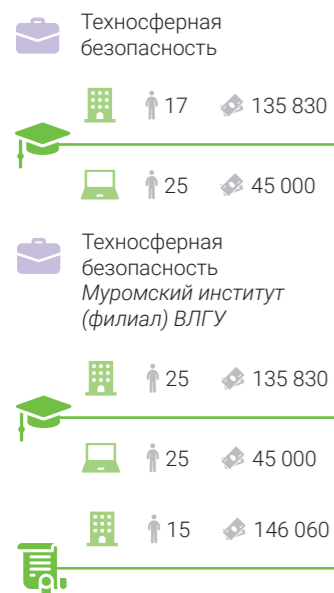 Техносферная
безопасность
17 135 830
25 45 000
Техносферная
безопасность
Муромский институт
(филиал) ВЛГУ
25 135 830
25 45 000
15 146 060